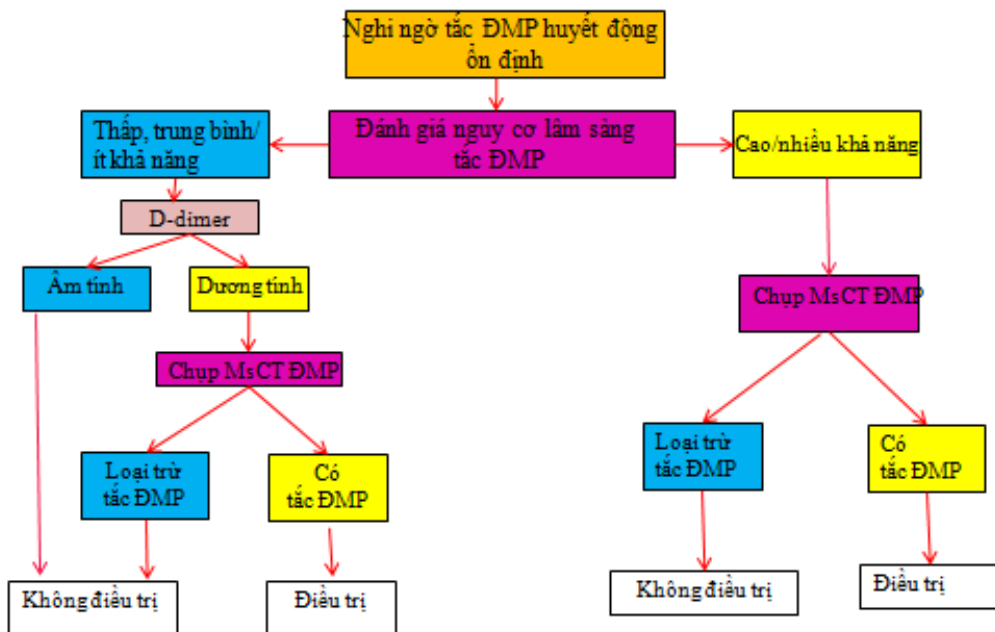 Nghi ngờ tắc ĐMP huyết động
ổn định
Thấp, trung bình/
ít khả năng
Đánh giá nguy cơ lâm sàng
tắc ĐMP
Cao/nhiều khả năng
D-dimer
Âm tính
Dương tính
Chụp MsCT ĐMP
Chụp MsCT ĐMP
Loại trừ
tắc ĐMP
Có
tắc ĐMP
Loại trừ
tắc ĐMP
Có
tắc ĐMP
Không điều trị
Điều trị
Không điều trị
Điều trị